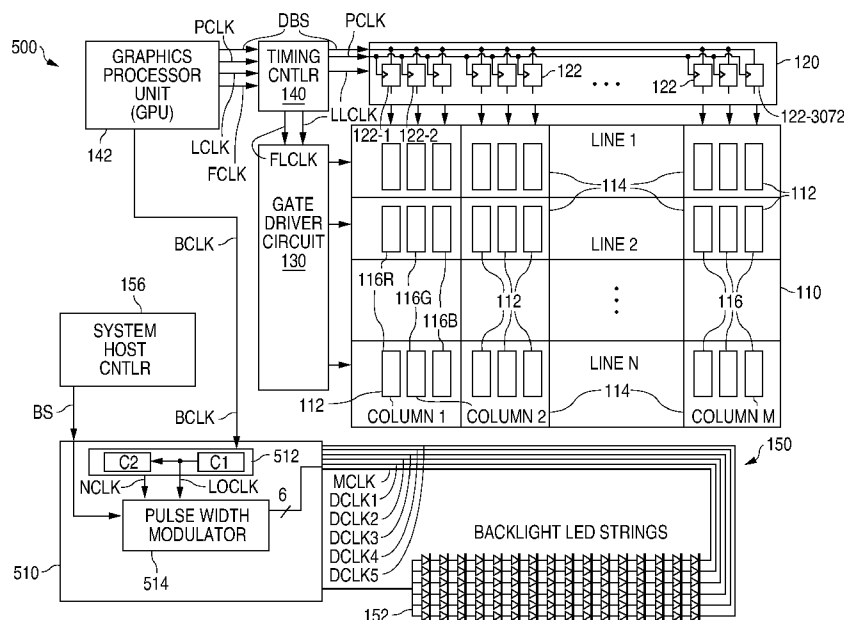 500
GRAPHICS
PROCESSOR
UNIT
(GPU)
142
PCLK
DBS
PCLK
TIMING
CNTLR
140
LCLK
FCLK
LLCLK
122
122
...
120
122-1
122-2
122-3072
FLCLK
GATE
DRIVER
CIRCUIT
130
LINE 1
114
112
LINE 2
116R
116G
116B
112
116
110
LINE N
112
114
COLUMN 1
COLUMN 2
COLUMN M
BCLK
156
SYSTEM
HOST
CNTLR
BS
BCLK
C2
C1
512
NCLK
LOCLK
6
PULSE WIDTH
MODULATOR
514
510
MCLK
DCLK1
DCLK2
DCLK3
DCLK4
DCLK5
150
BACKLIGHT LED STRINGS
152